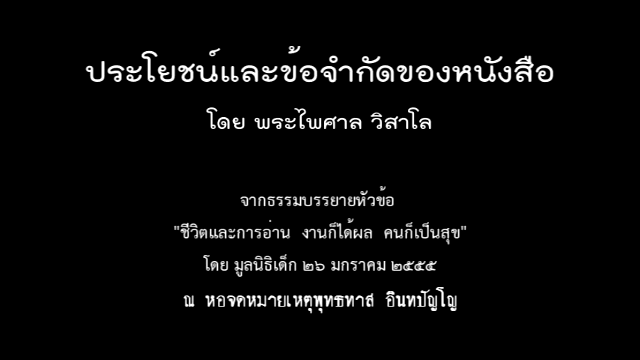 ประโยชน์และข้อจำกัดของหนังสือ
โดย พระไพศาล วิสาโล
จากธรรมบรรยายหัวข้อ
"ชีวิตและการอ่าน งานก็ได้ผล คนก็เป็นสุข"
โดย มูลนิธิเด็ก ๒๖ มกราคม ๒๕๕๕
ณ หอจดหมายเหตุพุทธทาส อินทปัญโญ